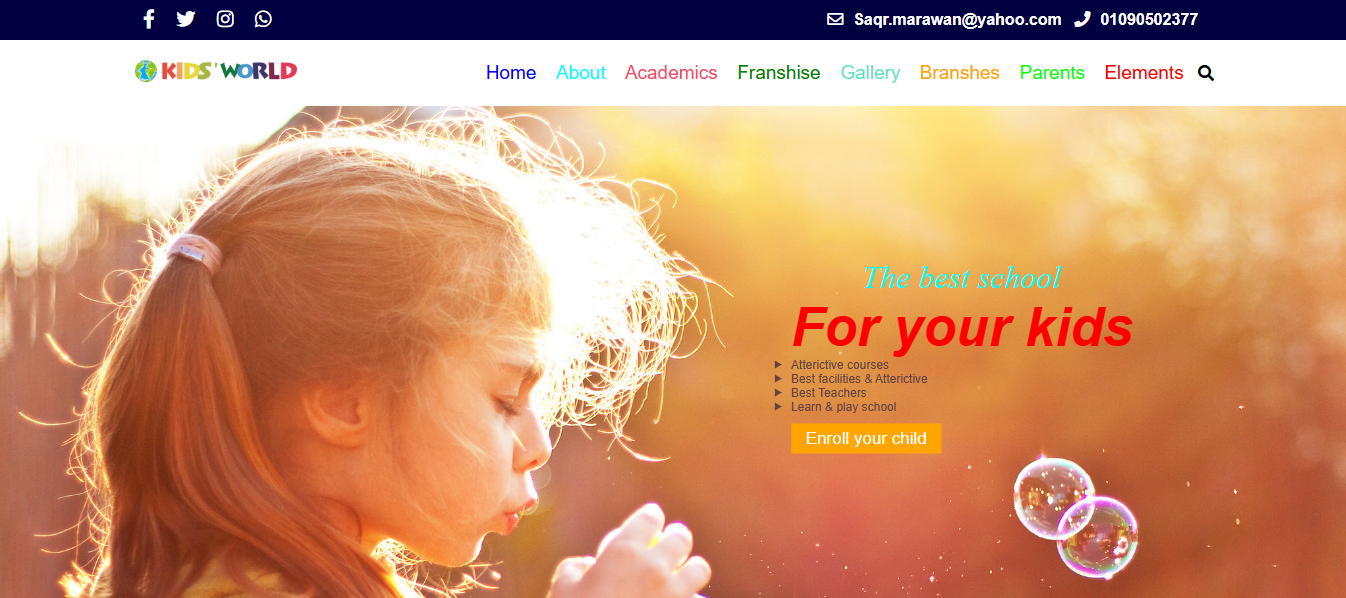 Saqr.marawan@yahoo.com 01090502377
KIDS'WORLD Home About Academics Franshise Gallery Branshes Parents Elements
The best school
For your kids
Atterictive courses
Best facilities & Atterictive
Best Teachers
Learn & play school
Enroll your child